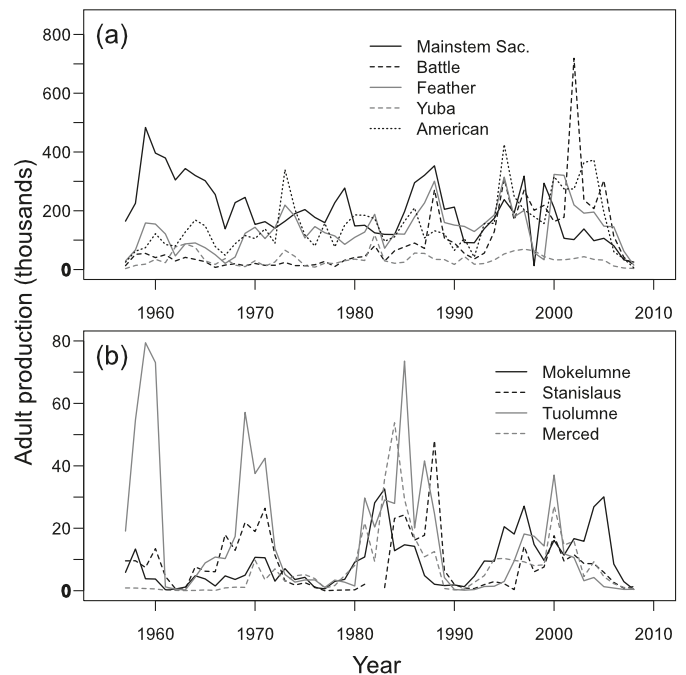 (a)
Mainstem Sac.
Battle
Feather
Yuba
American
800
600
400
200
0
1960 1970 1980 1990 2000 2010
Adult production (thousands)
(b)
Mokelumne
Stanislaus
Tuolumne
Merced
80
60
40
20
0
1960 1970 1980 1990 2000 2010
Year